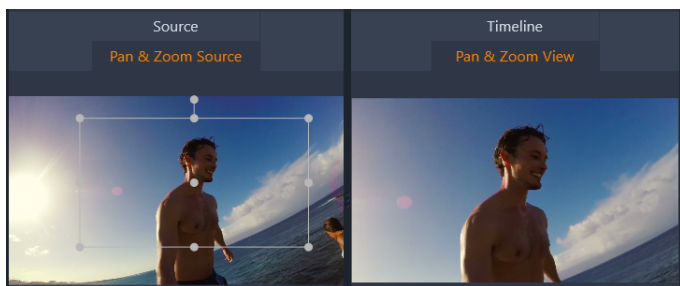 Source
Timeline
Pan & Zoom Source
Pan & Zoom View